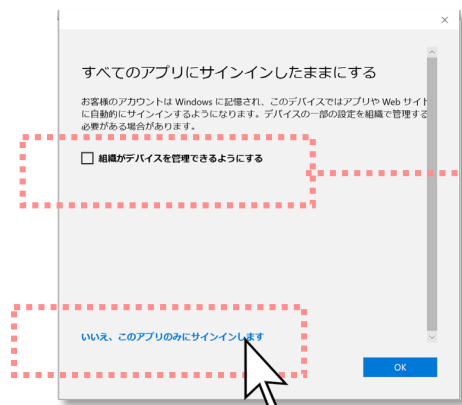 すべてのアプリにサインインしたままにする
お客様のアカウントは Windows に記憶され、このデバイスではアプリや Web サイト
に自動的にサインインするようになります。デバイスの一部の設定を組織で管理する
必要がある場合があります。
組織がデバイスを管理できるようにする
いいえ、このアプリのみにサインインします
OK